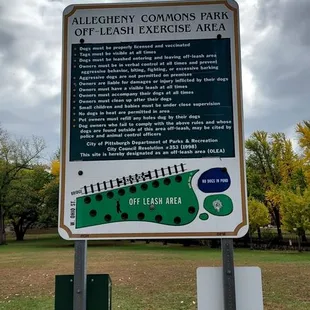 ALLEGHENY COMMONS PARK
OFF-LEASH EXERCISE AREA
Dogs must be properly licensed and vaccinated
Tags must be visible at all times
Dogs must be leashed entering and leaving off-leash AREA
Owners must be in verbal control at all times and prevent
aggressive behavior, biting, fighting, or excessive barking
Aggressive dogs are not permitted on premises
Owners are liable for damages or injury inflicted by their dogs
Owners must have a visible leash at all times
Owners must accompany their dogs at all times
Owners must clean up after their dogs
Small children and babies must be under close supervision
No dogs in heat are permitted in area
Pet owners must refill any holes dug by their dogs
Dog owners who fail to comply with the above rules and whose
dogs are found outside of this area off-leash, may be cited by
police and animal control officers
City of Pittsburgh Department of Parks & Recreation
City Council Resolution #353 (1998)
This site is hereby designated as an off-leash area (OLEA)
NO DOGS
IN POND
OFF LEASH AREA
W. OHIO ST.